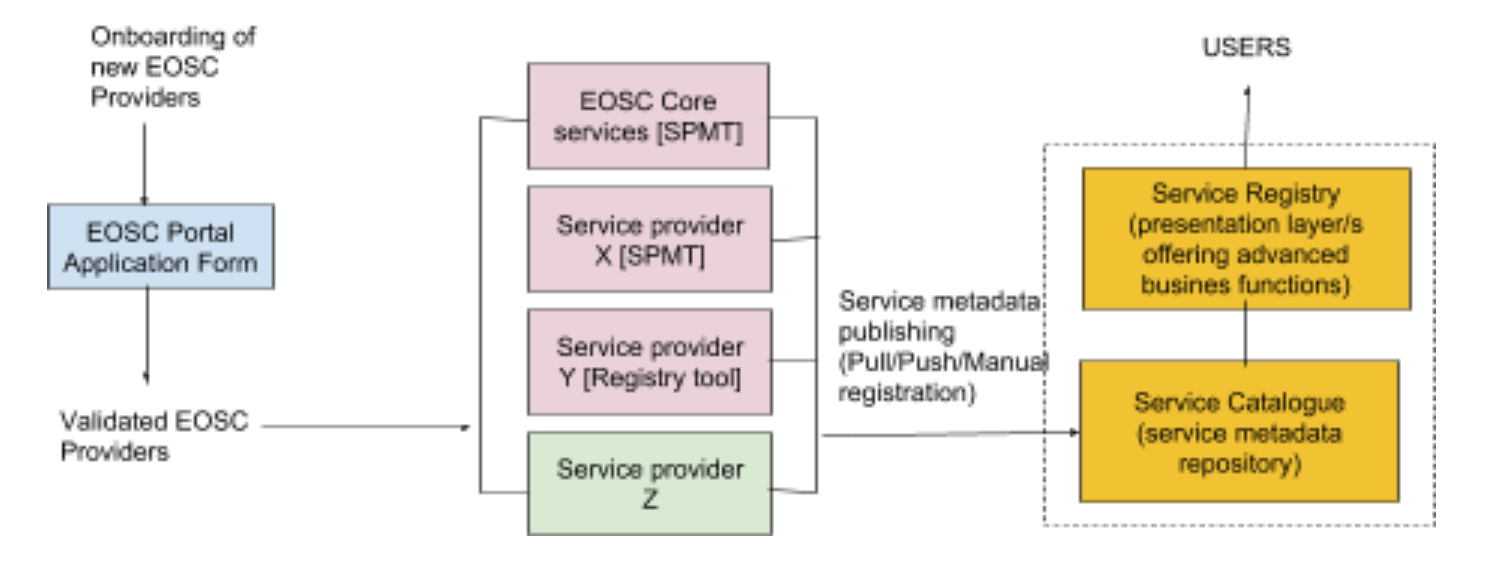 Onboarding of
new EOSC
Providers
EOSC Portal
Application Form
Validated EOSC
Providers
EOSC Core
services [SPMT]
Service provider
X [SPMT]
Service provider
Y [Registry tool]
Service provider
Z
Service metadata
publishing
(Pull/Push/Manual
registration)
USERS
Service Registry
(presentation layer/s
offering advanced
busines functions)
Service Catalogue
(service metadata
repository)